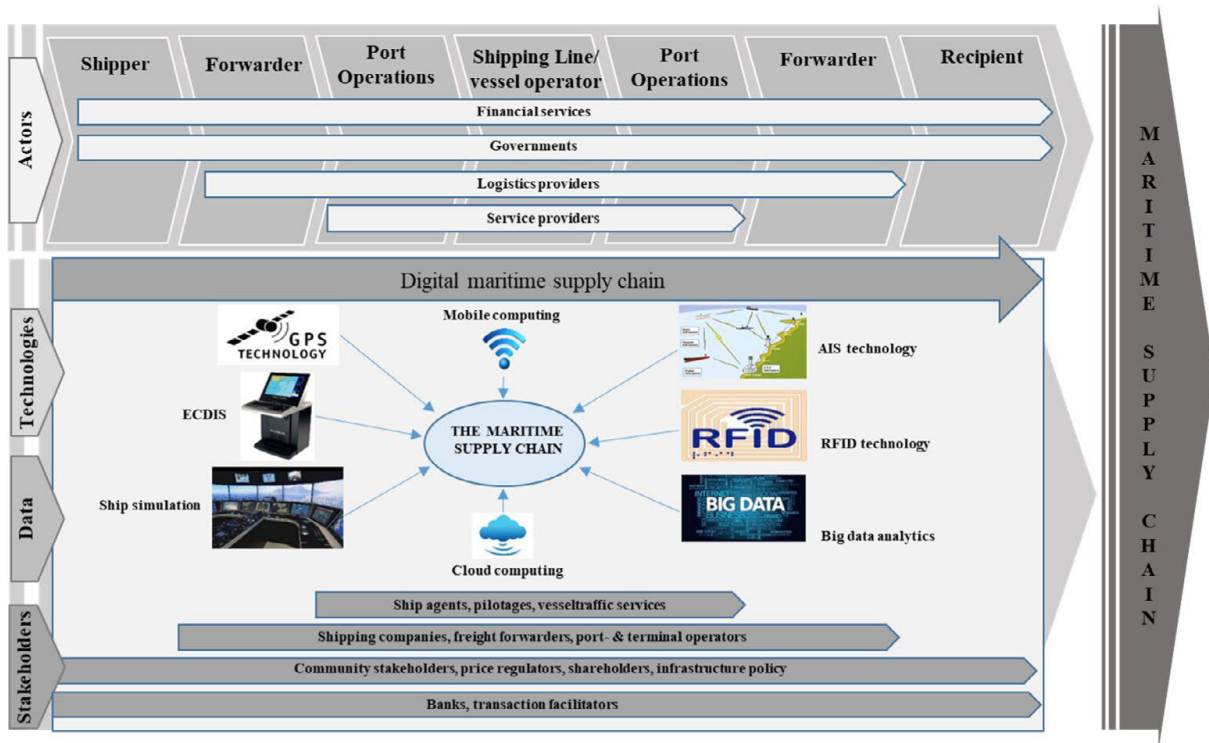 Actors
Shipper
Forwarder
Port
Operations
Shipping Line/
vessel operator
Port
Operations
Forwarder
Recipient
Financial services
Governments
Logistics providers
Service providers
Digital maritime supply chain
Technologies
Data
GPS
TECHNOLOGY
Mobile computing
AIS technology
ECDIS
THE MARITIME
SUPPLY CHAIN
RFID
RFID technology
Ship simulation
INTERNET
BIG DATA
BUSINESS
Big data analytics
Cloud computing
Stakeholders
Ship agents, pilotages, vesseltraffic services
Shipping companies, freight forwarders, port- & terminal operators
Community stakeholders, price regulators, shareholders, infrastructure policy
Banks, transaction facilitators
MARITIME SUPPLY CHAIN